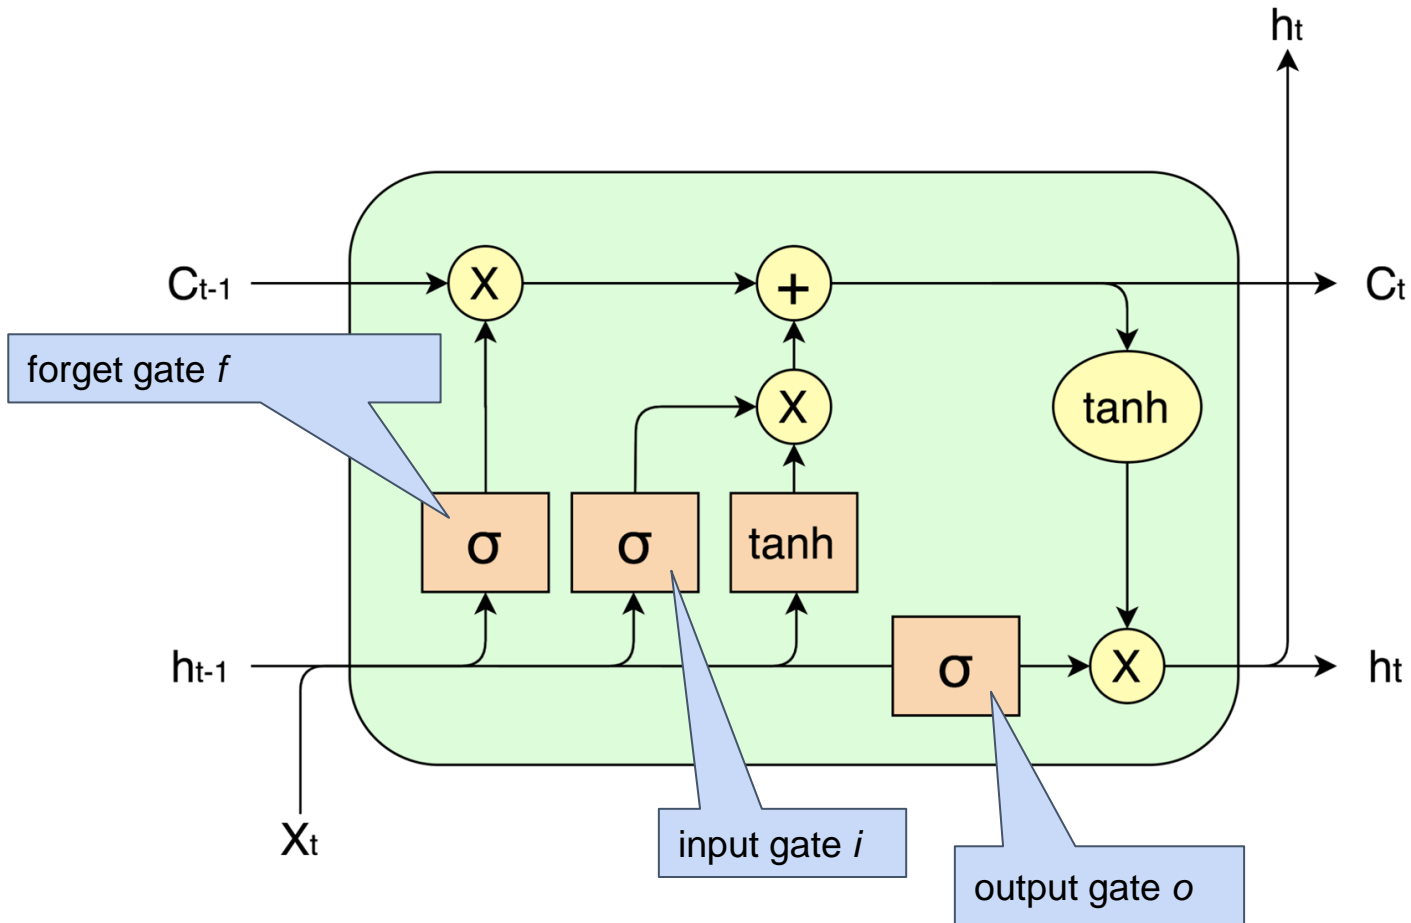 ht
Ct-1
X
+
Ct
forget gate f
X
tanh
σ
σ
tanh
ht-1
σ
X
ht
Xt
input gate i
output gate o